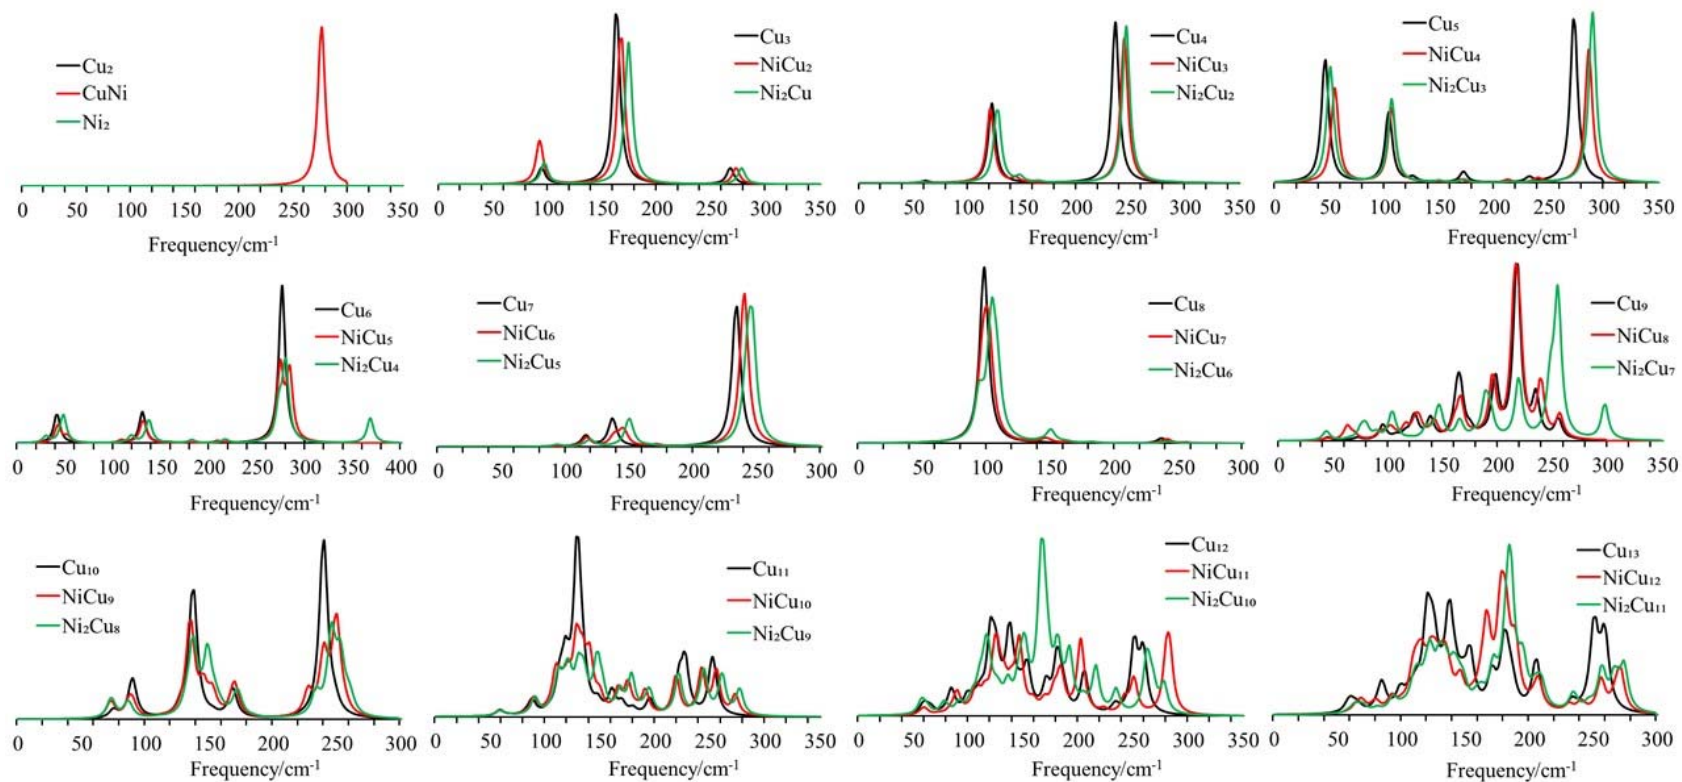 Cu₂
CuNi
Ni₂
0 100 100 150 200 250 300 350
Frequency/cm⁻¹
Cu₃
NiCu₂
Ni₂Cu
0 50 100 150 200 250 300 350
Frequency/cm⁻¹
Cu₄
NiCu₃
Ni₂Cu₂
0 50 100 150 200 250 300 350
Frequency/cm⁻¹
Cu₅
NiCu₄
Ni₂Cu₃
0 50 100 150 200 260 300 350
Frequency/cm⁻¹
Cu₆
NiCu₅
Ni₂Cu₄
0 50 100 150 200 250 300 350 400
Frequency/cm⁻¹
Cu₇
NiCu₆
Ni₂Cu₅
0 50 100 150 200 250 300
Frequency/cm⁻¹
Cu₈
NiCu₇
Ni₂Cu₆
0 50 100 150 200 250 300
Frequency/cm⁻¹
Cu₉
NiCu₈
Ni₂Cu₇
0 50 100 150 200 250 300 350
Frequency/cm⁻¹
Cu₁₀
NiCu₉
Ni₂Cu₈
0 50 100 150 200 250 300
Frequency/cm⁻¹
Cu₁₁
NiCu₁₀
Ni₂Cu₉
0 50 100 150 200 250 300
Frequency/cm⁻¹
Cu₁₂
NiCu₁₁
Ni₂Cu₁₀
0 50 100 150 200 250 300
Frequency/cm⁻¹
Cu₁₃
NiCu₁₂
Ni₂Cu₁₁
0 50 100 150 200 250 300
Frequency/cm⁻¹